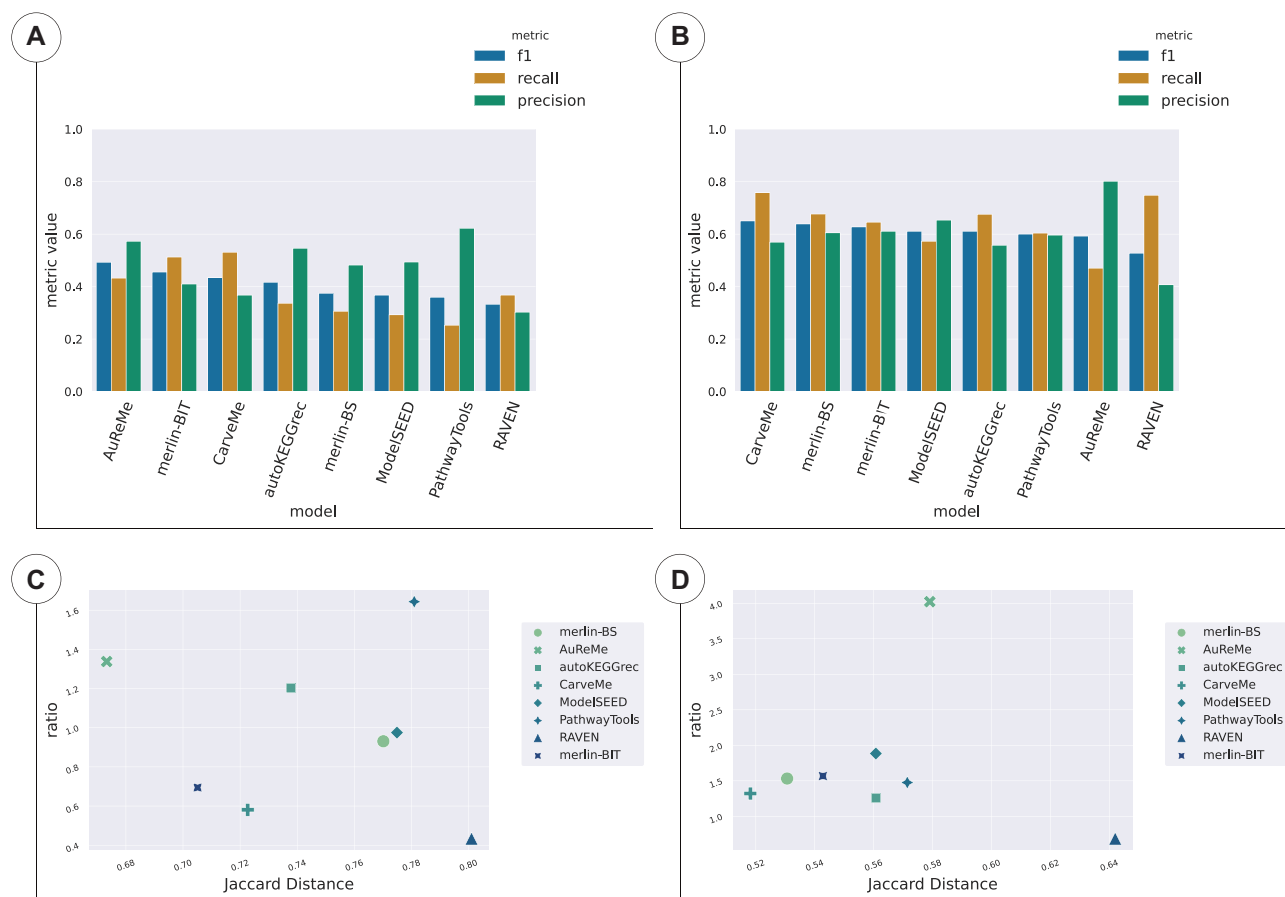 A
metric
f1
recall
precision
1.0
0.8
0.6
0.4
0.2
0.0
metric value
AuReMe
merlin-BIT
CarveMe
autoKEGGrec
merlin-BS
ModelSEED
PathwayTools
RAVEN
model
B
metric
f1
recall
precision
1.0
0.8
0.6
0.4
0.2
0.0
metric value
CarveMe
merlin-BS
merlin-BIT
ModelSEED
autoKEGGrec
PathwayTools
AuReMe
RAVEN
model
C
1.6
1.4
1.2
1.0
0.8
0.6
0.4
ratio
0.68
0.70
0.72
0.74
0.76
0.78
0.80
Jaccard Distance
merlin-BS
AuReMe
autoKEGGrec
CarveMe
ModelSEED
PathwayTools
RAVEN
merlin-BIT
D
4.0
3.5
3.0
2.5
2.0
1.5
1.0
ratio
0.52
0.54
0.56
0.58
0.60
0.62
0.64
Jaccard Distance
merlin-BS
AuReMe
autoKEGGrec
CarveMe
ModelSEED
PathwayTools
RAVEN
merlin-BIT